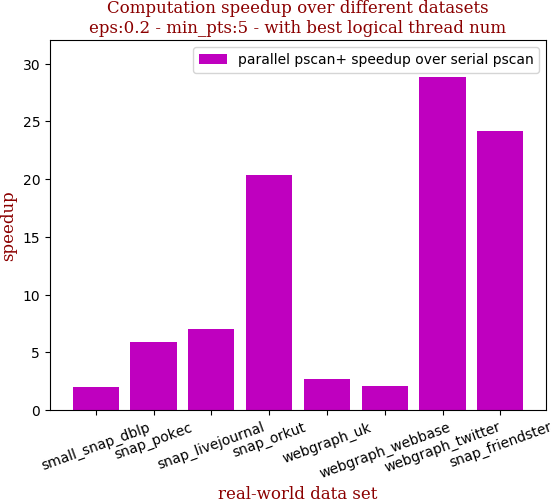 Computation speedup over different datasets
eps:0.2 - min_pts:5 - with best logical thread num
parallel pscan+ speedup over serial pscan
speedup
30
25
20
15
10
5
0
small_snap_dblp
snap_pokec
snap_livejournal
snap_orkut
webgraph_uk
webgraph_webbase
webgraph_twitter
snap_friendster
real-world data set